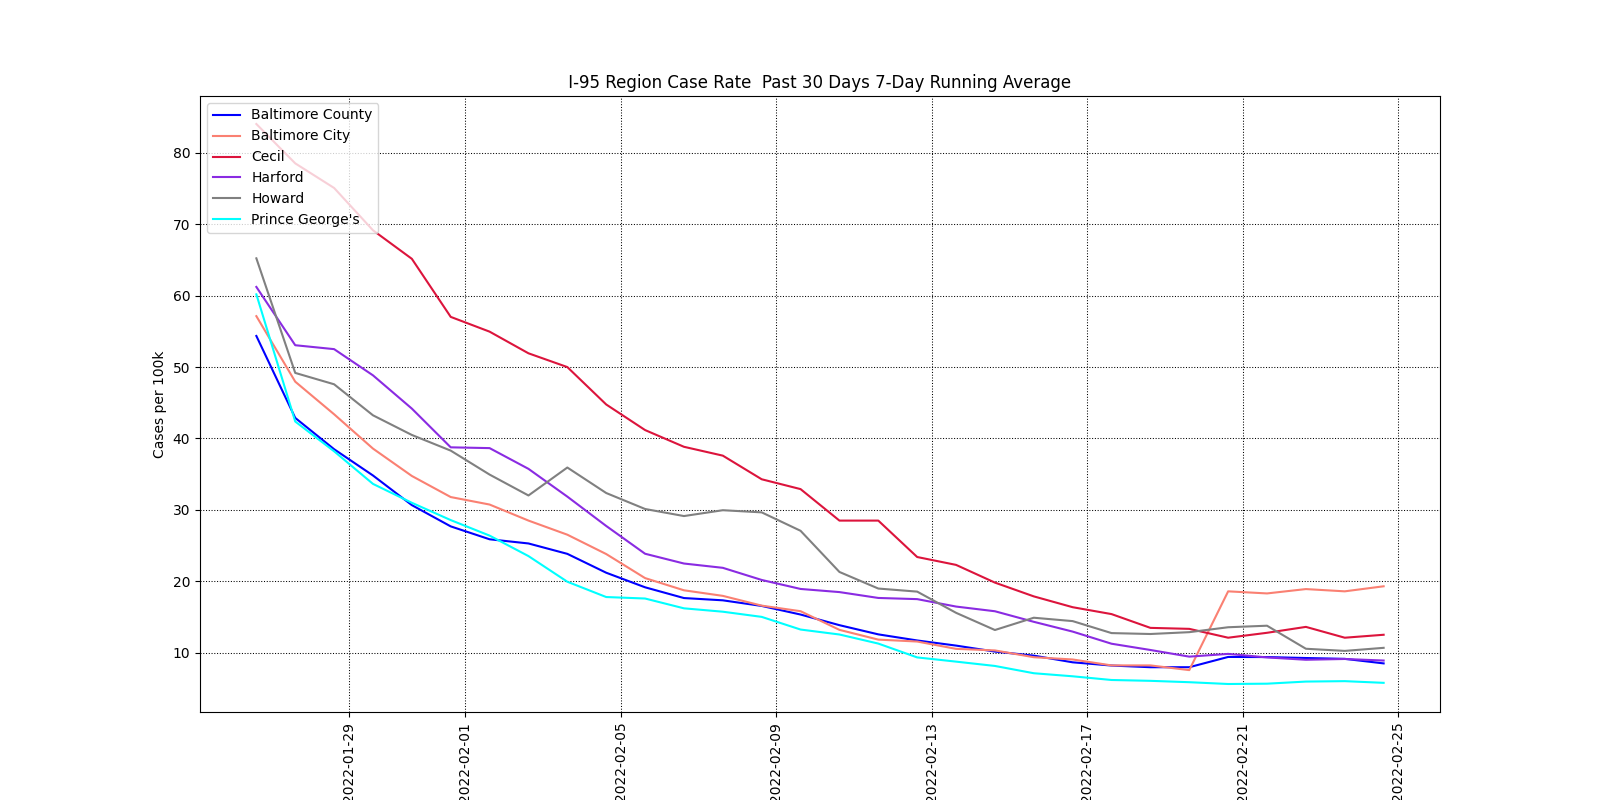 I-95 Region Case Rate  Past 30 Days 7-Day Running Average
Baltimore County
Baltimore City
Cecil
Harford
Howard
Prince George's
Cases per 100k
80
70
60
50
40
30
20
10
2022-01-29
2022-02-01
2022-02-05
2022-02-09
2022-02-13
2022-02-17
2022-02-21
2022-02-25